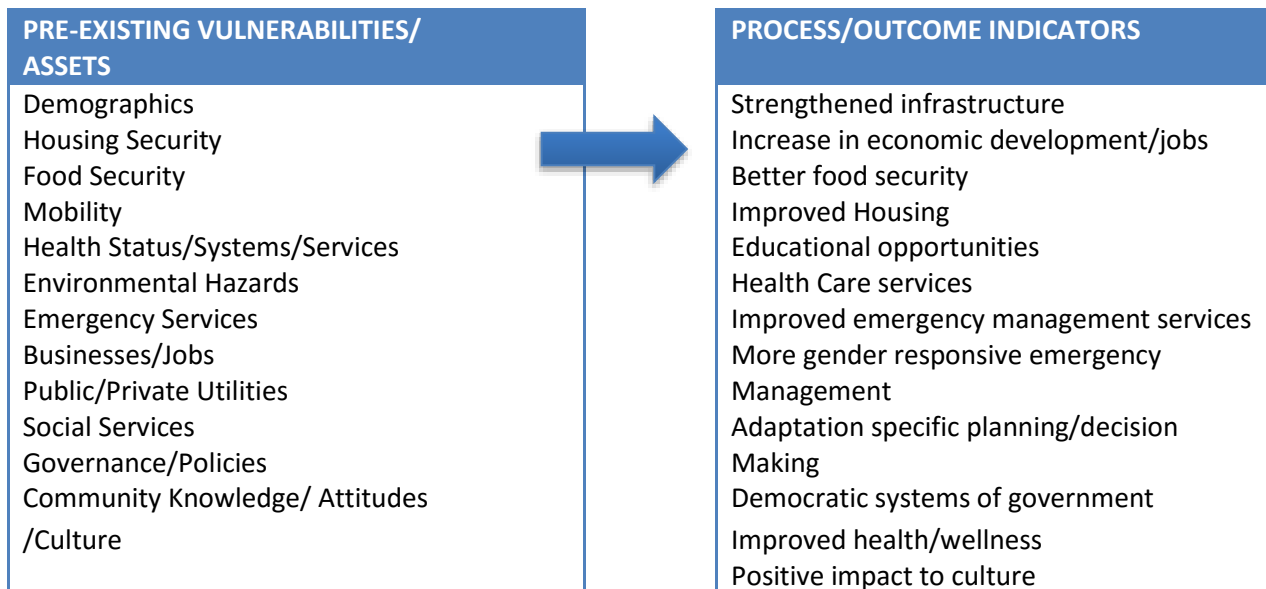 PRE-EXISTING VULNERABILITIES/
ASSETS
Demographics
Housing Security
Food Security
Mobility
Health Status/Systems/Services
Environmental Hazards
Emergency Services
Businesses/Jobs
Public/Private Utilities
Social Services
Governance/Policies
Community Knowledge/ Attitudes
/Culture
PROCESS/OUTCOME INDICATORS
Strengthened infrastructure
Increase in economic development/jobs
Better food security
Improved Housing
Educational opportunities
Health Care services
Improved emergency management services
More gender responsive emergency
Management
Adaptation specific planning/decision
Making
Democratic systems of government
Improved health/wellness
Positive impact to culture